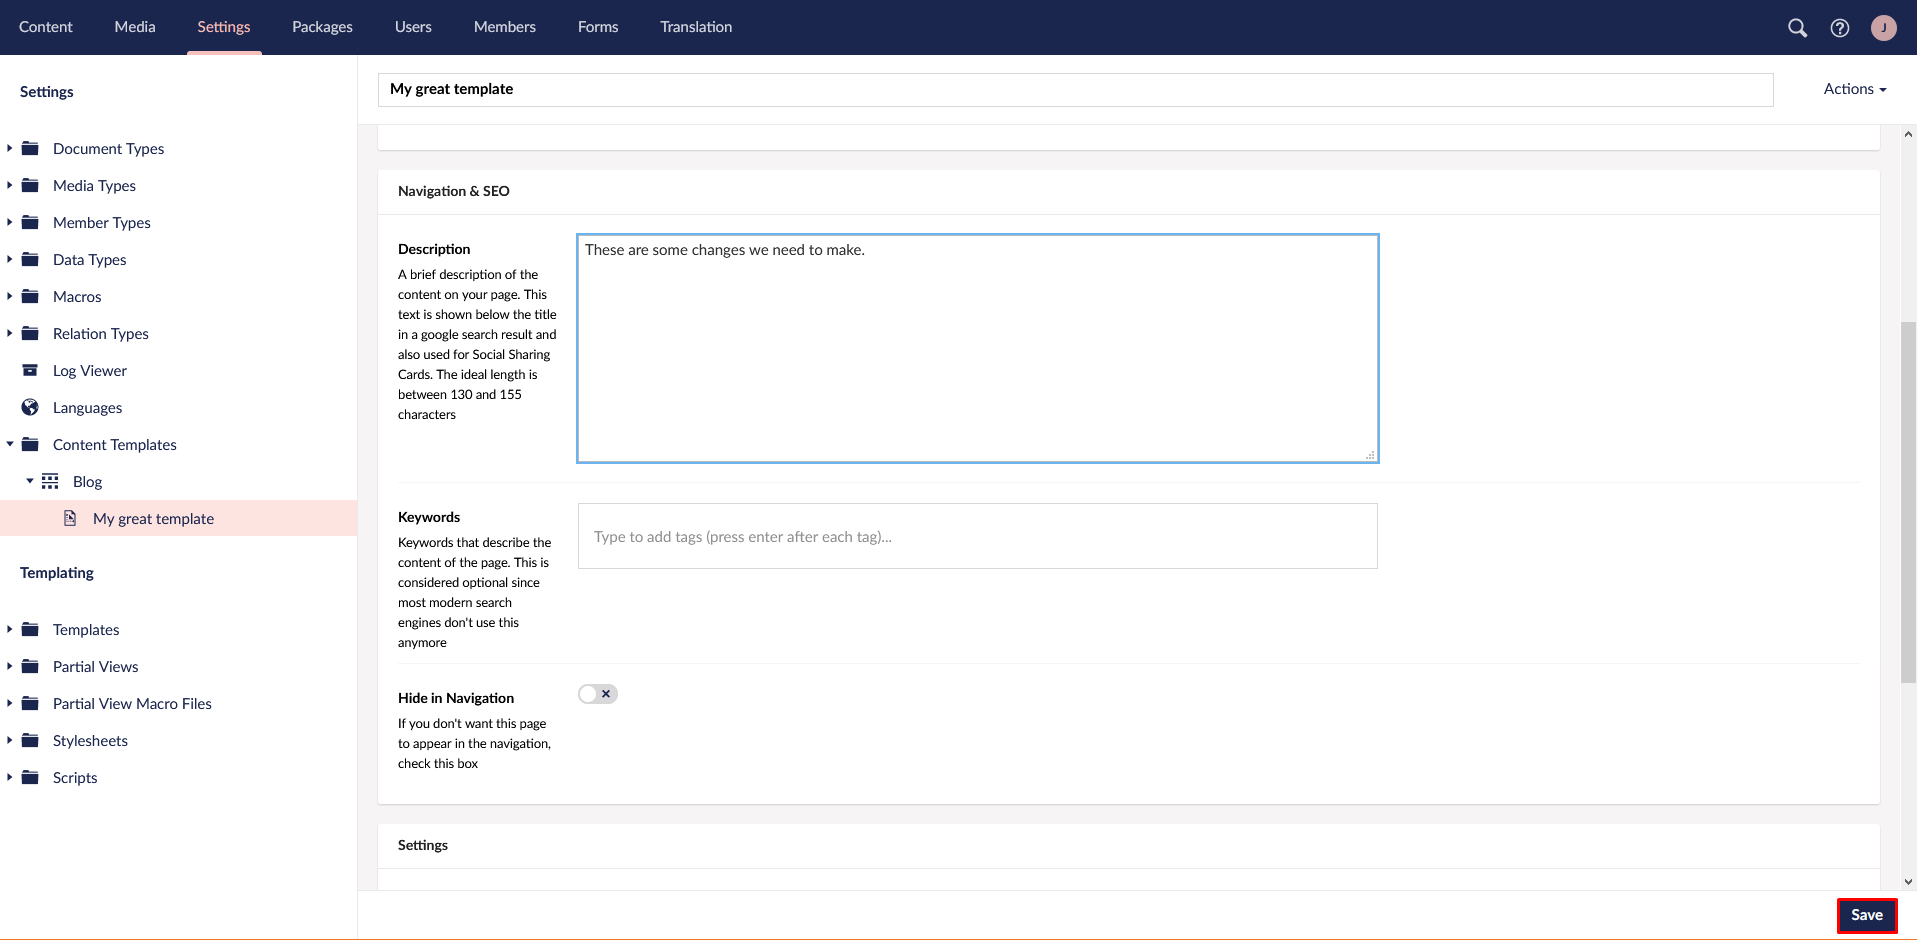 Content Media Settings Packages Users Members Forms Translation
J
Settings
Document Types
Media Types
Member Types
Data Types
Macros
Relation Types
Log Viewer
Languages
Content Templates
Blog
My great template
Templating
Templates
Partial Views
Partial View Macro Files
Stylesheets
Scripts
My great template
Actions
Navigation & SEO
Description
A brief description of the
content on your page. This
text is shown below the title
in a google search result and
also used for Social Sharing
Cards. The ideal length is
between 130 and 155
characters
These are some changes we need to make.
Keywords
Keywords that describe the
content of the page. This is
considered optional since
most modern search
engines don't use this
anymore
Type to add tags (press enter after each tag)...
Hide in Navigation
If you don't want this page
to appear in the navigation,
check this box
Settings
Save